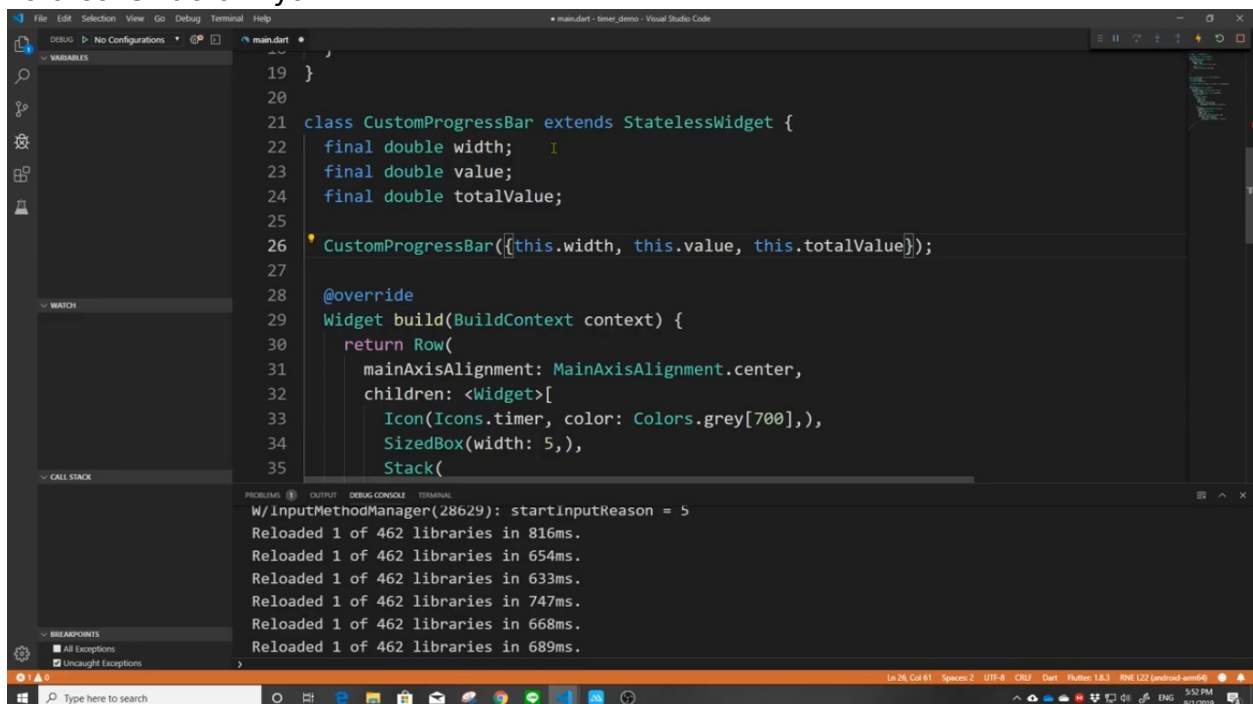 File Edit Selection View Go Debug Terminal Help
● main.dart - timer_demo - Visual Studio Code
DEBUG No Configurations
main.dart
VARIABLES
WATCH
CALL STACK
BREAKPOINTS
All Exceptions
Uncaught Exceptions
19 }
20
21 class CustomProgressBar extends StatelessWidget {
22 final double width;
23 final double value;
24 final double totalValue;
25
26 CustomProgressBar({this.width, this.value, this.totalValue});
27
28 @override
29 Widget build(BuildContext context) {
30 return Row(
31 mainAxisAlignment: MainAxisAlignment.center,
32 children: <Widget>[
33 Icon(Icons.timer, color: Colors.grey[700],),
34 SizedBox(width: 5,),
35 Stack(
PROBLEMS 1 OUTPUT DEBUG CONSOLE TERMINAL
W/InputMethodManager(28629): startInputReason = 5
Reloaded 1 of 462 libraries in 816ms.
Reloaded 1 of 462 libraries in 654ms.
Reloaded 1 of 462 libraries in 633ms.
Reloaded 1 of 462 libraries in 747ms.
Reloaded 1 of 462 libraries in 668ms.
Reloaded 1 of 462 libraries in 689ms.
1 0 Ln 26, Col 61 Spaces: 2 UTF-8 CRLF Dart Flutter: 1.8.3 RNE L22 (android-arm64)
Type here to search
ENG 5:52 PM